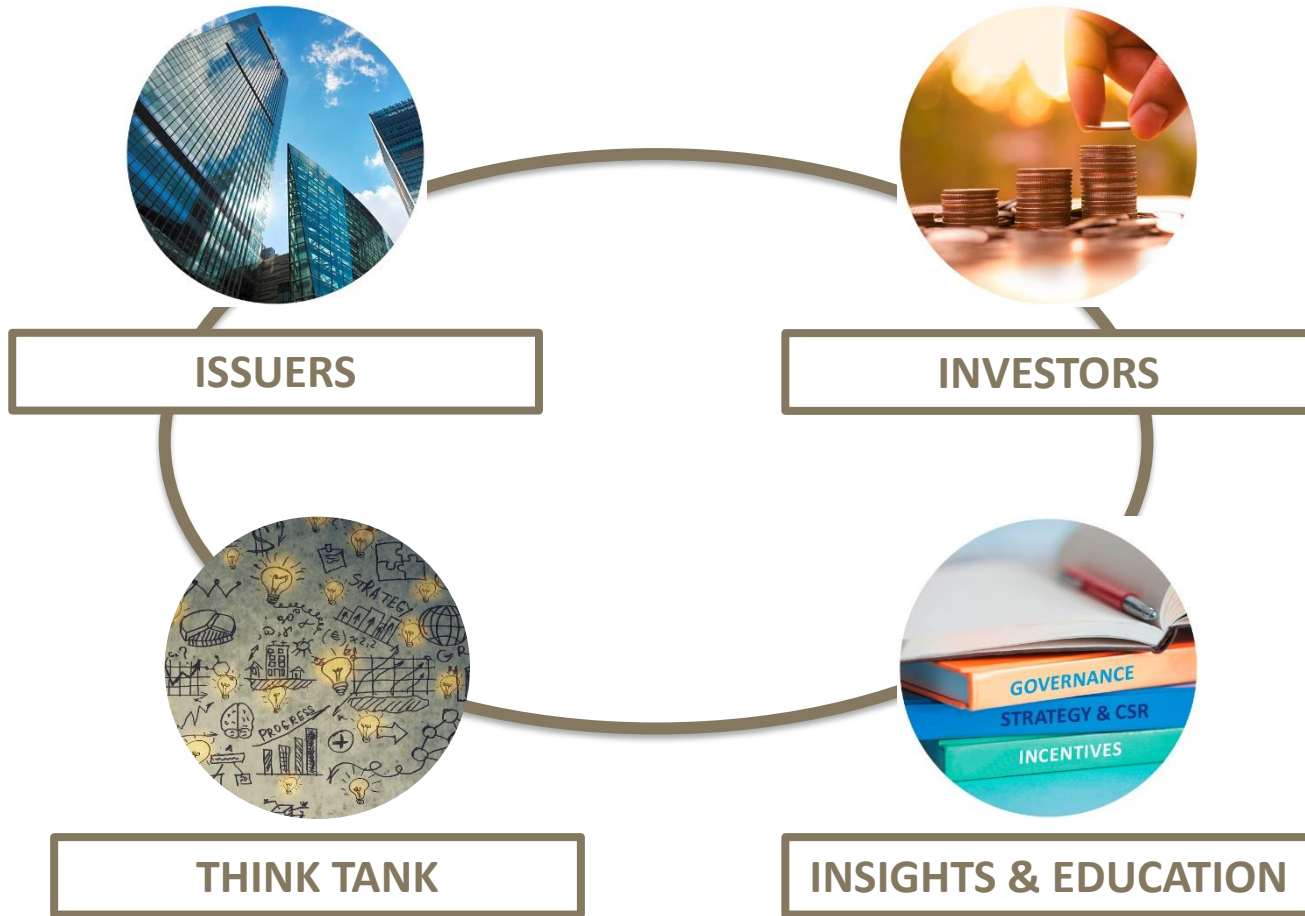 ISSUERS
INVESTORS
STRATEGY
PROGRESS
GOVERNANCE
STRATEGY & CSR
INCENTIVES
THINK TANK
INSIGHTS & EDUCATION